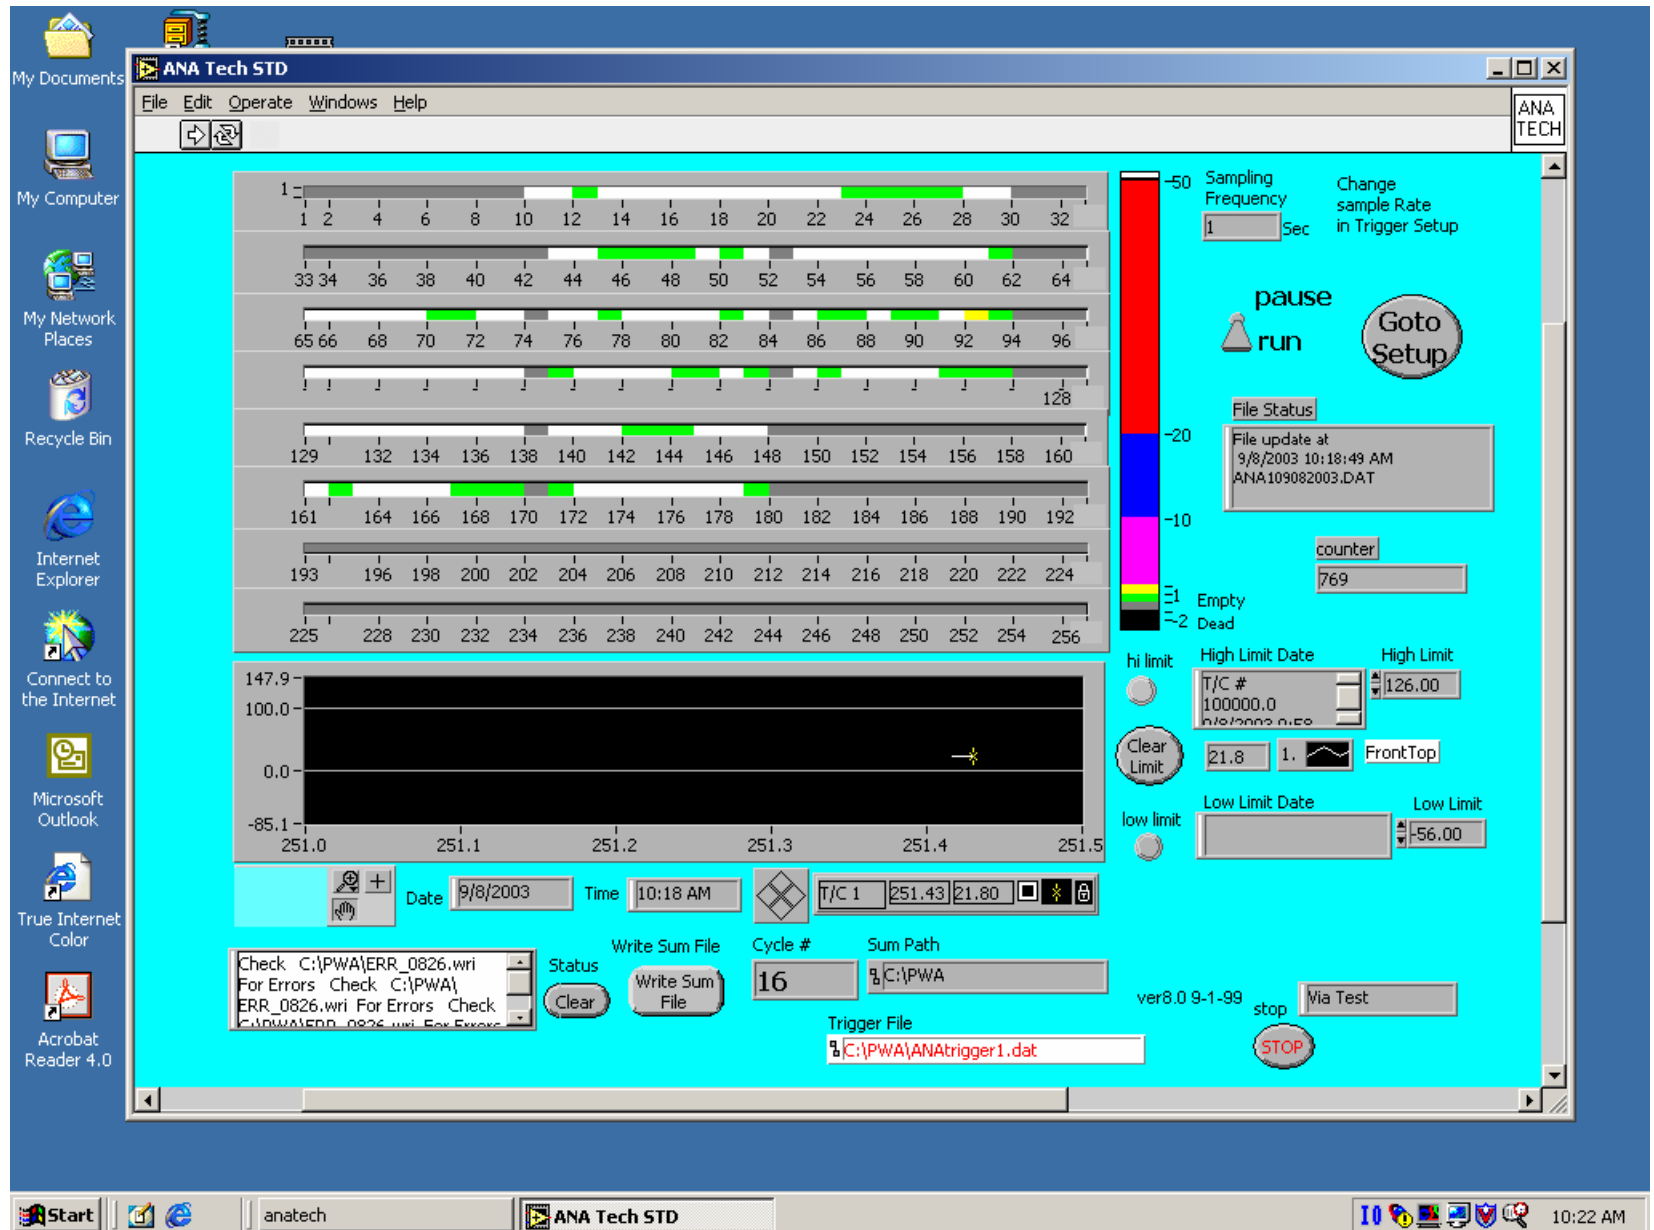 My Documents
My Computer
My Network
Places
Recycle Bin
Internet
Explorer
Connect to
the Internet
Microsoft
Outlook
True Internet
Color
Acrobat
Reader 4.0
ANA Tech STD
File Edit Operate Windows Help
ANA
TECH
1
1 2 4 6 8 10 12 14 16 18 20 22 24 26 28 30 32
33 34 36 38 40 42 44 46 48 50 52 54 56 58 60 62 64
65 66 68 70 72 74 76 78 80 82 84 86 88 90 92 94 96
128
129 132 134 136 138 140 142 144 146 148 150 152 154 156 158 160
161 164 166 168 170 172 174 176 178 180 182 184 186 188 190 192
193 196 198 200 202 204 206 208 210 212 214 216 218 220 222 224
225 228 230 232 234 236 238 240 242 244 246 248 250 252 254 256
-50
-20
-10
-1
-2
Empty
Dead
Sampling
Frequency
1 Sec
Change
sample Rate
in Trigger Setup
pause
run
Goto
Setup
File Status
File update at
9/8/2003 10:18:49 AM
ANA109082003.DAT
counter
769
147.9
100.0
0.0
-85.1
251.0 251.1 251.2 251.3 251.4 251.5
hi limit
High Limit Date
High Limit
T/C #
100000.0
9/8/2003 9:58
126.00
Clear
Limit
21.8
1.
FrontTop
low limit
Low Limit Date
Low Limit
-56.00
Date 9/8/2003 Time 10:18 AM
T/C 1 251.43 21.80
Check C:\PWA\ERR_0826.wri
For Errors Check C:\PWA\
ERR_0826.wri For Errors Check
C:\PWA\ERR_0826.wri For Errors
Status
Clear
Write Sum File
Write Sum
File
Cycle #
16
Sum Path
C:\PWA
Trigger File
C:\PWA\ANAtrigger1.dat
ver8.0 9-1-99
stop
Via Test
STOP
Start
anatech
ANA Tech STD
10:22 AM